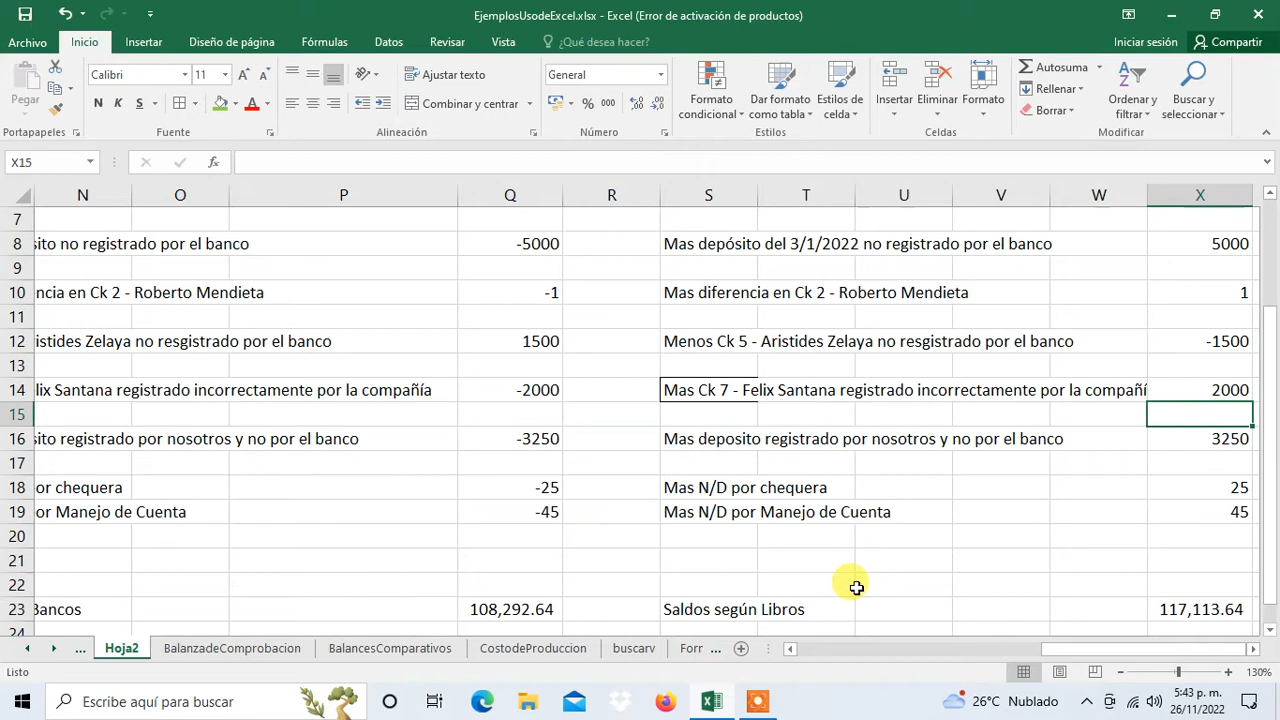 EjemplosUsodeExcel.xlsx - Excel (Error de activación de productos)
Archivo Inicio Insertar Diseño de página Fórmulas Datos Revisar Vista ¿Qué desea hacer? Iniciar sesión Compartir
Pegar Calibri 11 Ajustar texto General Formato condicional Dar formato como tabla Estilos de celda Insertar Eliminar Formato Autosuma Ordenar y filtrar Buscar y seleccionar
N K S Combinar y centrar % 000 Rellenar
Borrar
Portapapeles Fuente Alineación Número Estilos Celdas Modificar
X15 fx
N O P Q R S T U V W X
7
8 sito no registrado por el banco -5000 Mas depósito del 3/1/2022 no registrado por el banco 5000
9
10 ncia en Ck 2 - Roberto Mendieta -1 Mas diferencia en Ck 2 - Roberto Mendieta 1
11
12 istides Zelaya no resgistrado por el banco 1500 Menos Ck 5 - Aristides Zelaya no resgistrado por el banco -1500
13
14 elix Santana registrado incorrectamente por la compañía -2000 Mas Ck 7 - Felix Santana registrado incorrectamente por la compañí 2000
15
16 sito registrado por nosotros y no por el banco -3250 Mas deposito registrado por nosotros y no por el banco 3250
17
18 or chequera -25 Mas N/D por chequera 25
19 or Manejo de Cuenta -45 Mas N/D por Manejo de Cuenta 45
20
21
22
23 Bancos 108,292.64 Saldos según Libros 117,113.64
24
... Hoja2 BalanzadeComprobacion BalancesComparativos CostodeProduccion buscarv Forr ...
Listo 130%
Escribe aquí para buscar 26°C Nublado 5:43 p. m.
26/11/2022